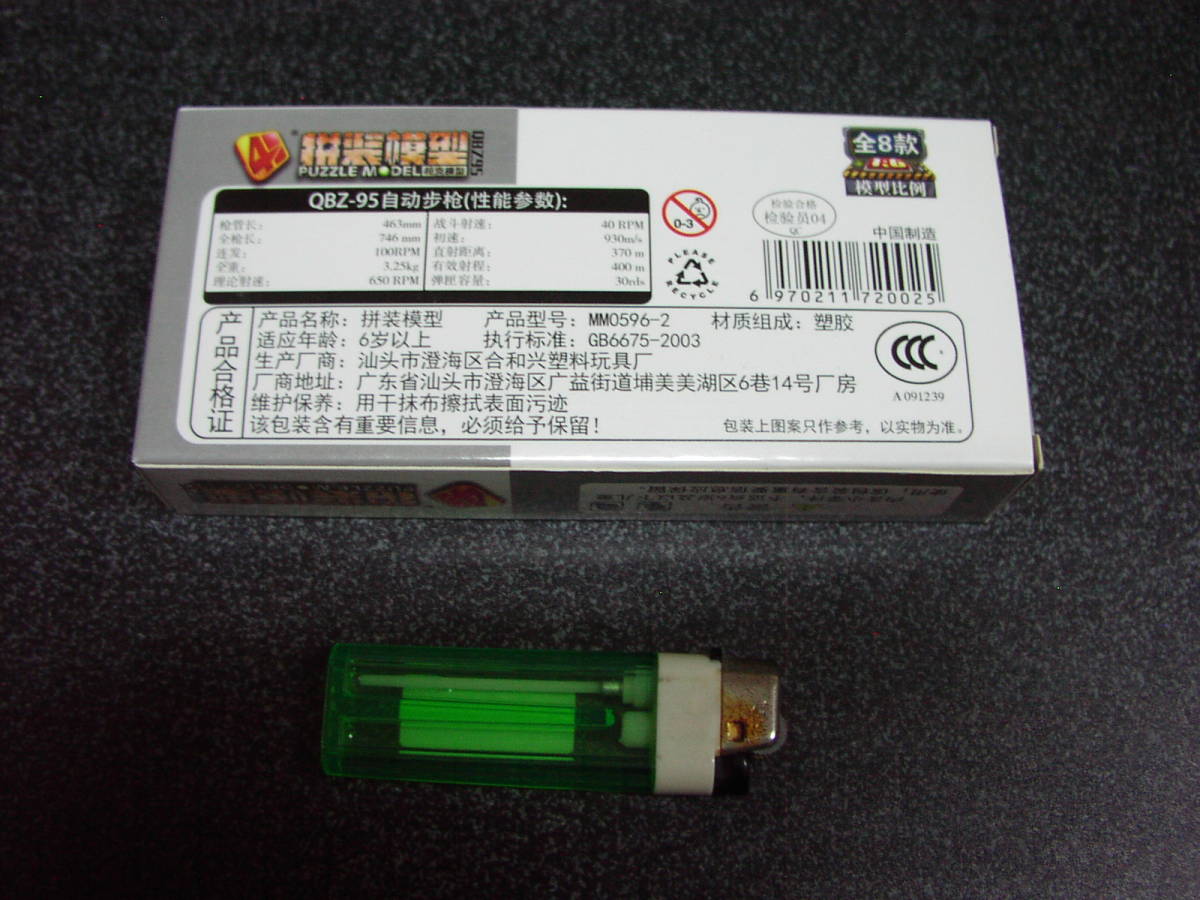 4D 拼装模型 QBZ95
PUZZLE MODEL
全8款
模型比例
QBZ-95自动步枪(性能参数):
枪管长: 463mm 战斗射速: 40 RPM
全枪长: 746 mm 初速: 930m/s
连发: 100RPM 直射距离: 370 m
全重: 3.25kg 有效射程: 400 m
理论射速: 650 RPM 弹匣容量: 30rds
0-3
PLEASE RECYCLE
检验合格
检验员04
QC
中国制造
6 970211 720025
产品合格证
产品名称: 拼装模型 产品型号: MM0596-2 材质组成: 塑胶
适应年龄: 6岁以上 执行标准: GB6675-2003
生产厂商: 汕头市澄海区合和兴塑料玩具厂
厂商地址: 广东省汕头市澄海区广益街道埔美美湖区6巷14号厂房
维护保养: 用干抹布擦拭表面污迹
该包装含有重要信息，必须给予保留!
CCC
A 091239
包装上图案只作参考，以实物为准。